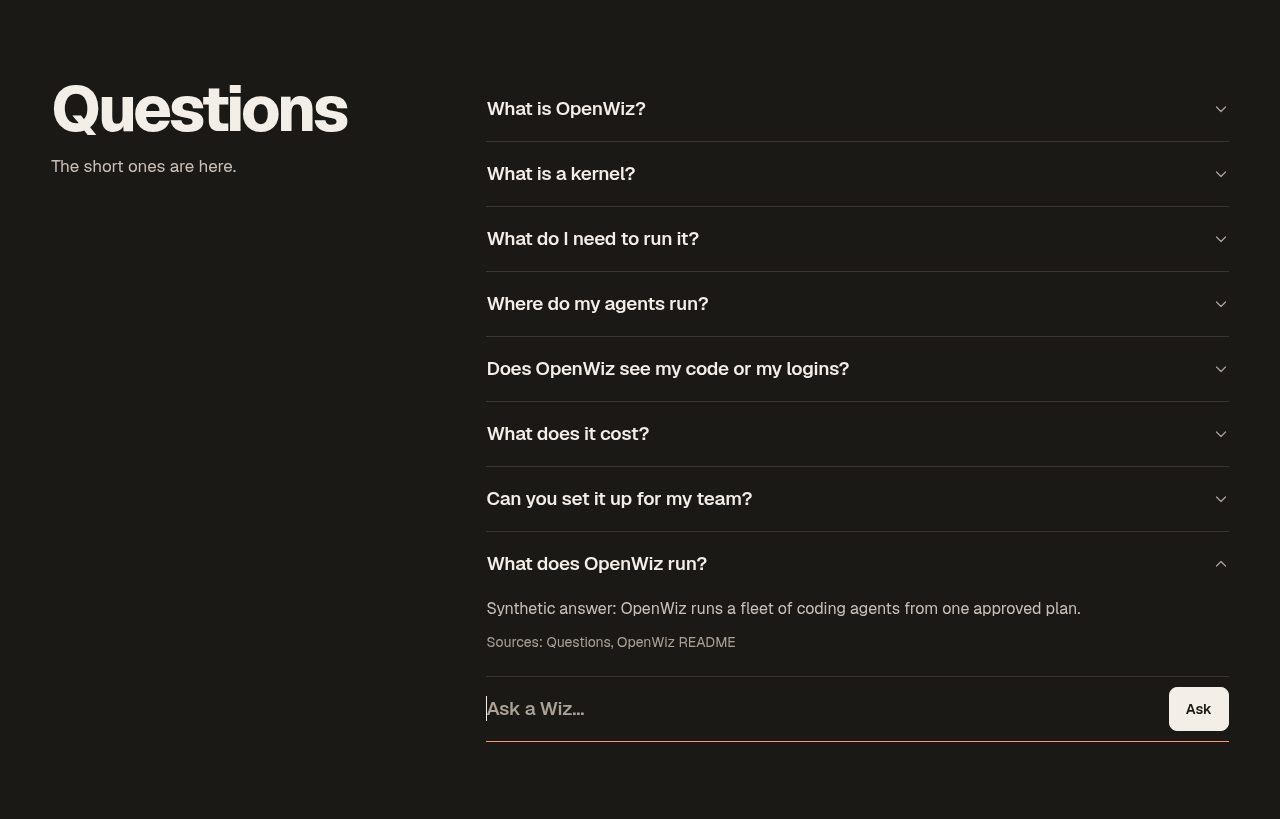 Questions
The short ones are here.
What is OpenWiz?
What is a kernel?
What do I need to run it?
Where do my agents run?
Does OpenWiz see my code or my logins?
What does it cost?
Can you set it up for my team?
What does OpenWiz run?
Synthetic answer: OpenWiz runs a fleet of coding agents from one approved plan.
Sources: Questions, OpenWiz README
Ask a Wiz...
Ask